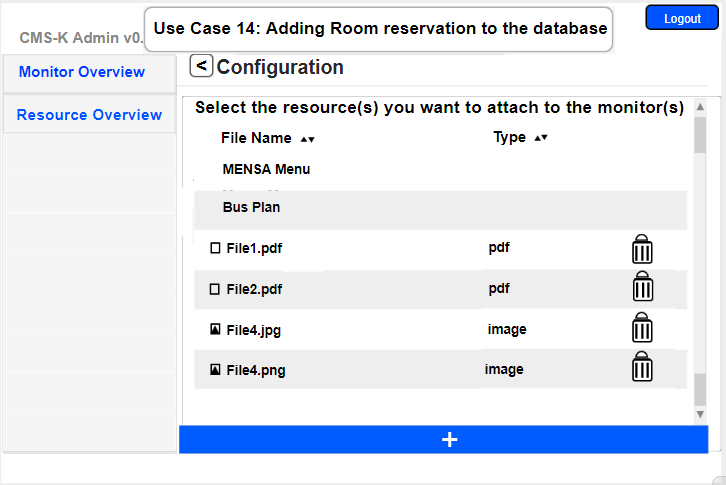 Use Case 14: Adding Room reservation to the database
Logout
CMS-K Admin v0.
Monitor Overview
< Configuration
Resource Overview
Select the resource(s) you want to attach to the monitor(s)
File Name Type
MENSA Menu
Bus Plan
File1.pdf pdf
File2.pdf pdf
File4.jpg image
File4.png image
+